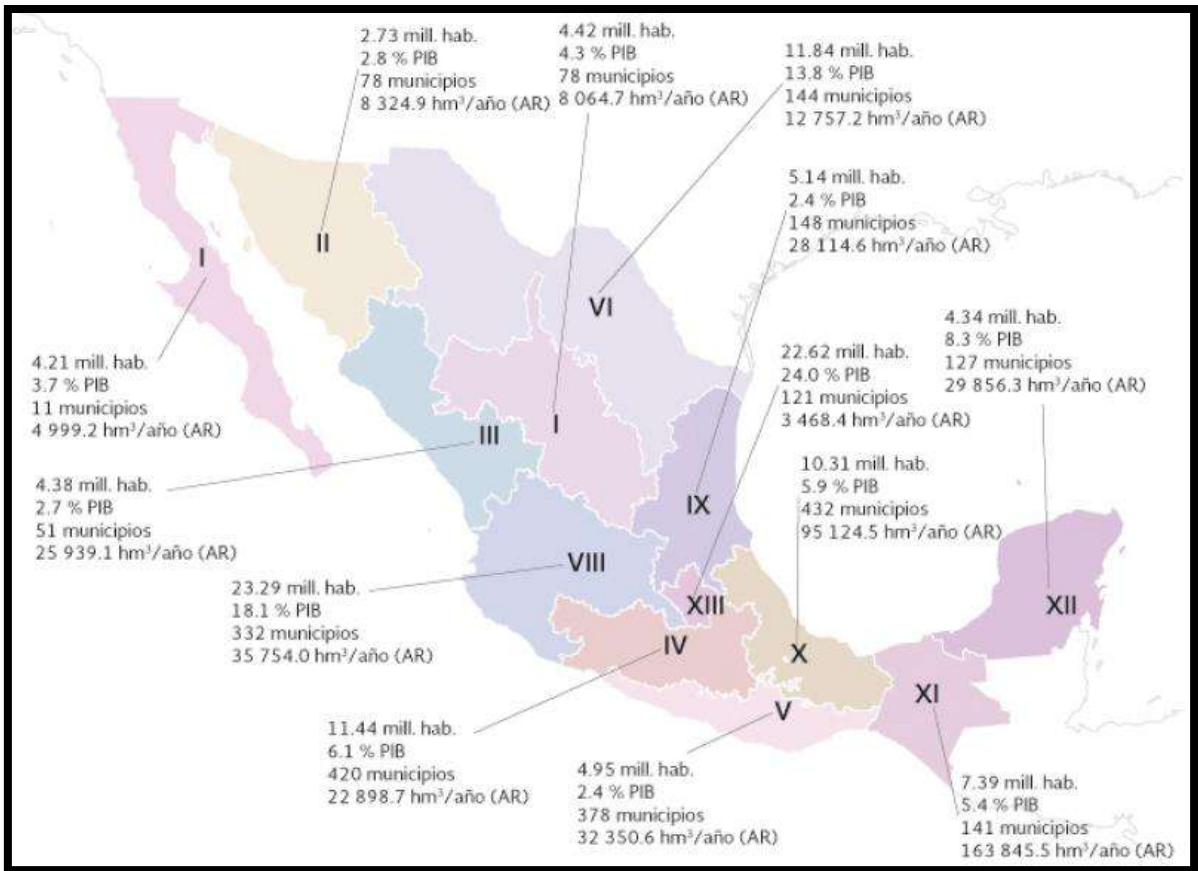 2.73 mill. hab.
2.8 % PIB
78 municipios
8 324.9 hm³/año (AR)
4.42 mill. hab.
4.3 % PIB
78 municipios
8 064.7 hm³/año (AR)
11.84 mill. hab.
13.8 % PIB
144 municipios
12 757.2 hm³/año (AR)
5.14 mill. hab.
2.4 % PIB
148 municipios
28 114.6 hm³/año (AR)
II
I
VI
4.34 mill. hab.
8.3 % PIB
127 municipios
29 856.3 hm³/año (AR)
22.62 mill. hab.
24.0 % PIB
121 municipios
3 468.4 hm³/año (AR)
4.21 mill. hab.
3.7 % PIB
11 municipios
4 999.2 hm³/año (AR)
I
III
10.31 mill. hab.
5.9 % PIB
432 municipios
95 124.5 hm³/año (AR)
4.38 mill. hab.
2.7 % PIB
51 municipios
25 939.1 hm³/año (AR)
IX
VIII
XIII
XII
23.29 mill. hab.
18.1 % PIB
332 municipios
35 754.0 hm³/año (AR)
IV
X
XI
V
11.44 mill. hab.
6.1 % PIB
420 municipios
22 898.7 hm³/año (AR)
4.95 mill. hab.
2.4 % PIB
378 municipios
32 350.6 hm³/año (AR)
7.39 mill. hab.
5.4 % PIB
141 municipios
163 845.5 hm³/año (AR)